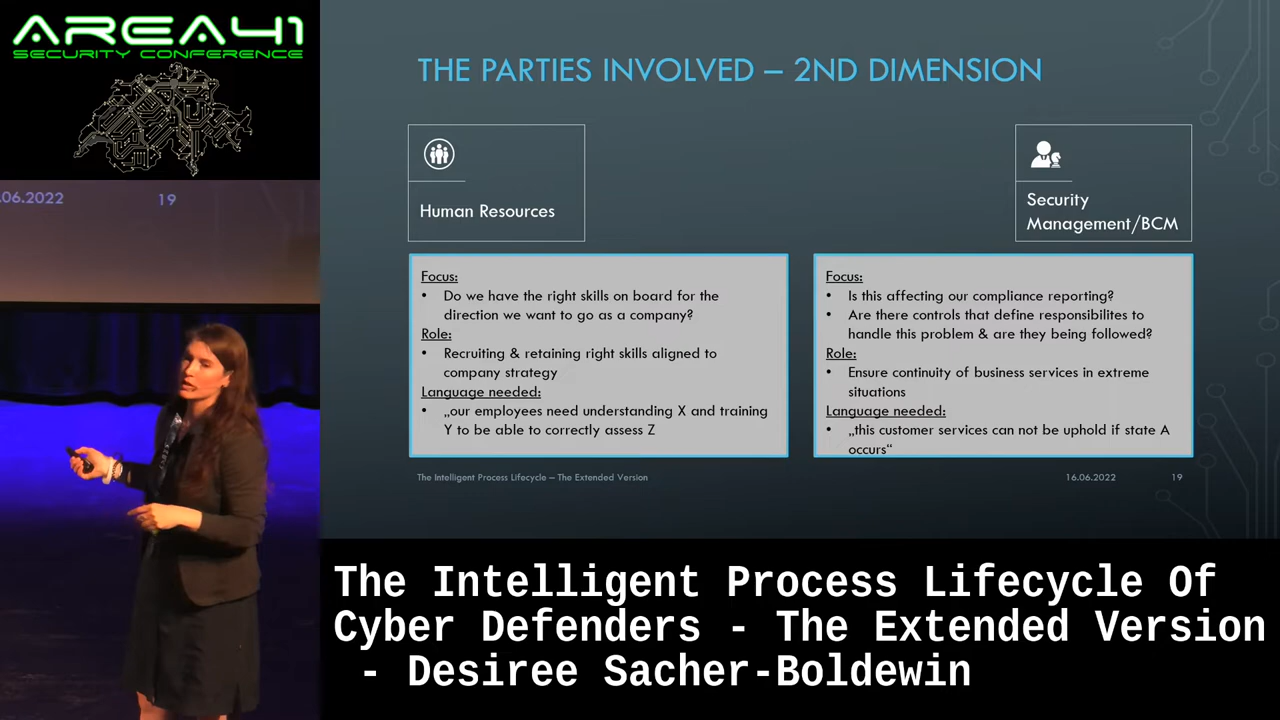 AREA41
SECURITY CONFERENCE
.06.2022
19
THE PARTIES INVOLVED – 2ND DIMENSION
Human Resources
Security
Management/BCM
Focus:
• Do we have the right skills on board for the
direction we want to go as a company?
Role:
• Recruiting & retaining right skills aligned to
company strategy
Language needed:
• „our employees need understanding X and training
Y to be able to correctly assess Z
Focus:
• Is this affecting our compliance reporting?
• Are there controls that define responsibilites to
handle this problem & are they being followed?
Role:
• Ensure continuity of business services in extreme
situations
Language needed:
• „this customer services can not be uphold if state A
occurs“
The Intelligent Process Lifecycle – The Extended Version
16.06.2022
19
The Intelligent Process Lifecycle Of
Cyber Defenders - The Extended Version
- Desiree Sacher-Boldewin